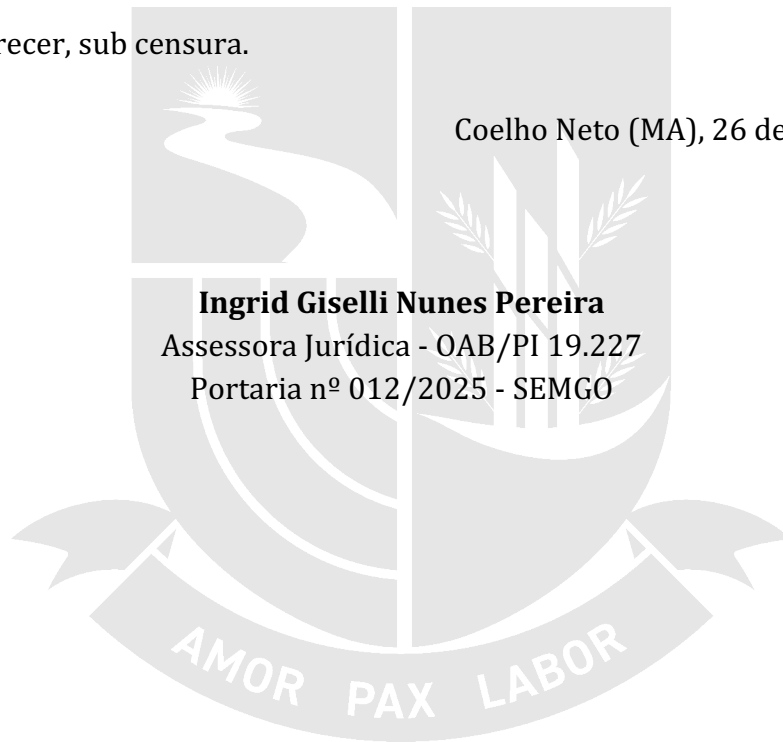 recer, sub censura.
Coelho Neto (MA), 26 de
Ingrid Giselli Nunes Pereira
Assessora Jurídica - OAB/PI 19.227
Portaria nº 012/2025 - SEMGO
AMOR PAX LABOR